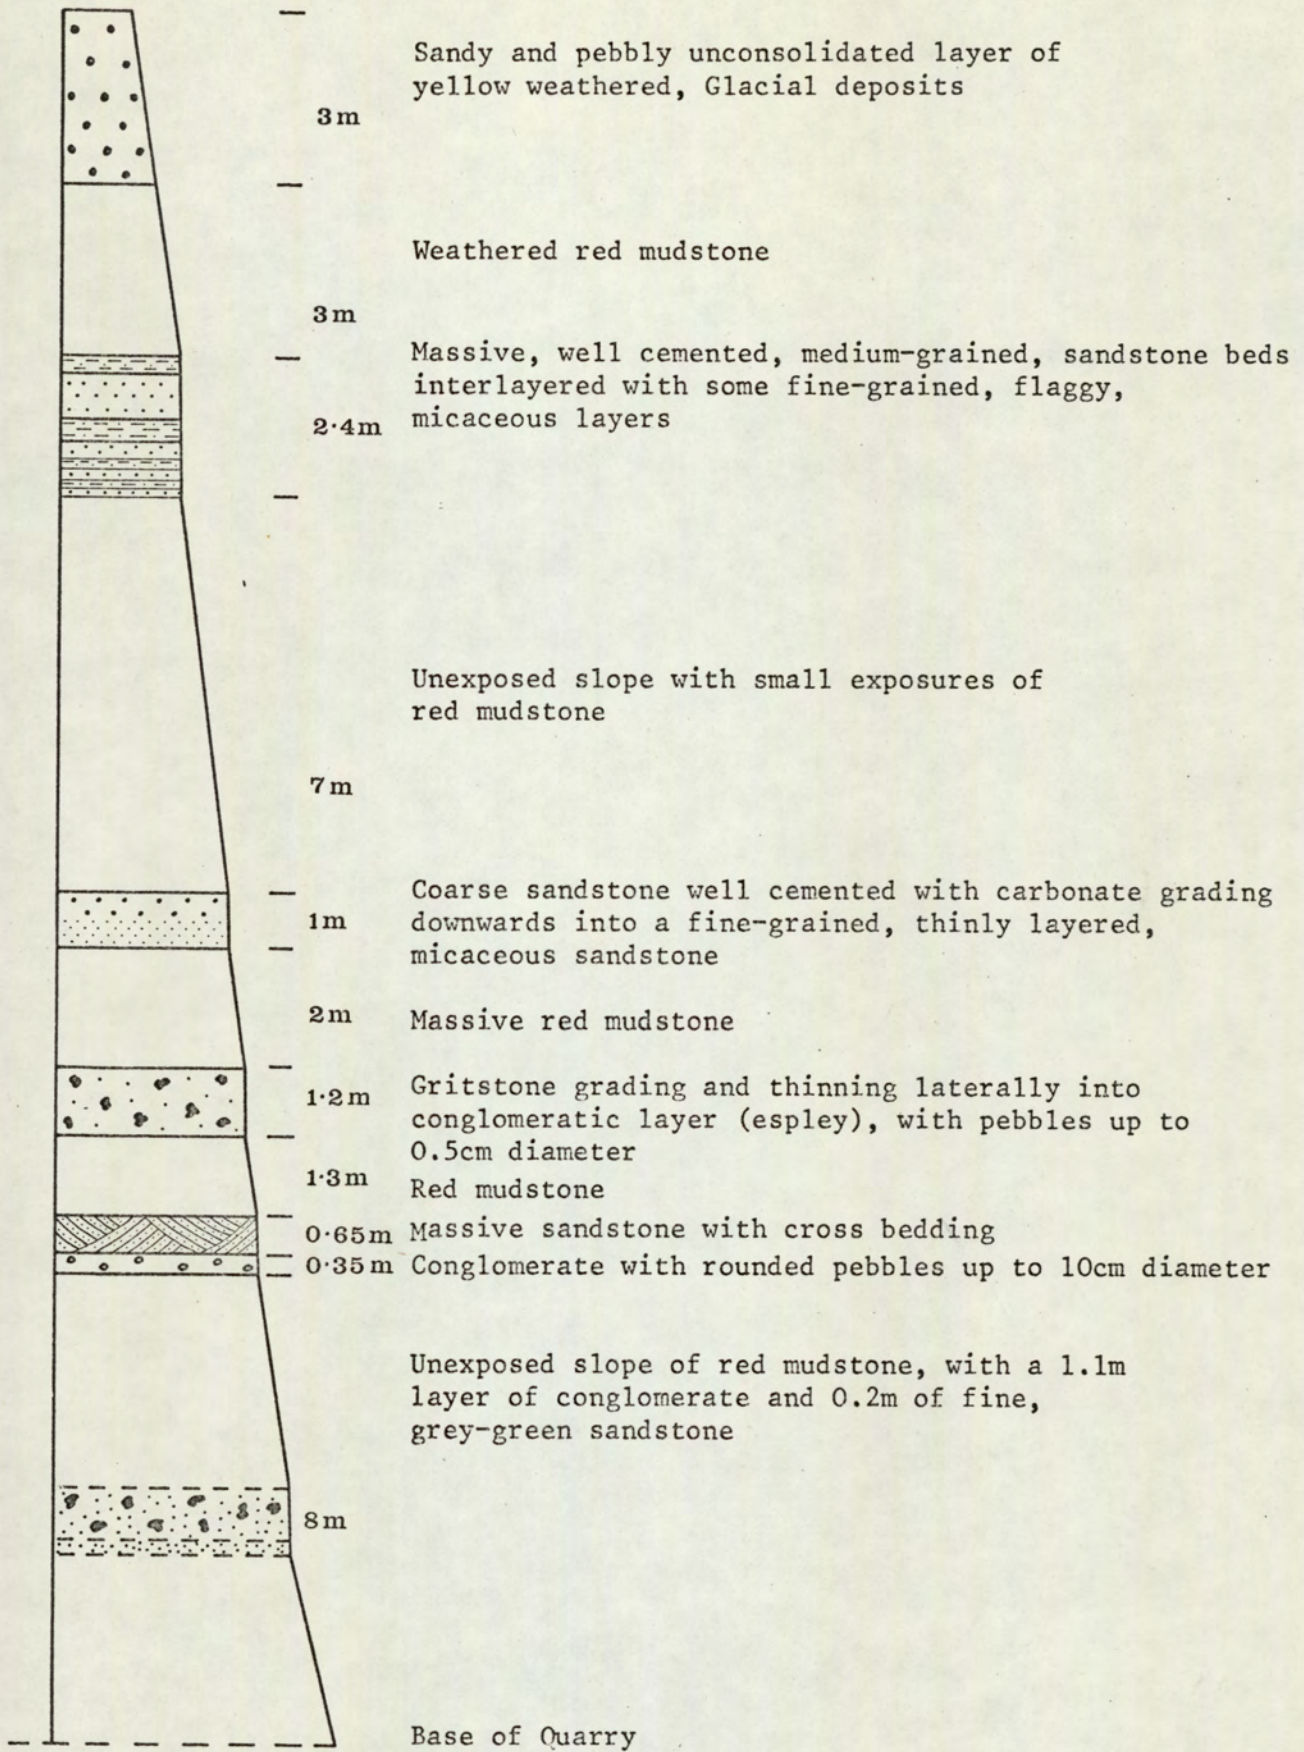 Sandy and pebbly unconsolidated layer of
yellow weathered, Glacial deposits
3m
Weathered red mudstone
3m
Massive, well cemented, medium-grained, sandstone beds
interlayered with some fine-grained, flaggy,
2·4m micaceous layers
Unexposed slope with small exposures of
red mudstone
7m
Coarse sandstone well cemented with carbonate grading
1m downwards into a fine-grained, thinly layered,
micaceous sandstone
2m Massive red mudstone
1·2m Gritstone grading and thinning laterally into
conglomeratic layer (espley), with pebbles up to
0.5cm diameter
1·3m Red mudstone
0·65m Massive sandstone with cross bedding
0·35m Conglomerate with rounded pebbles up to 10cm diameter
Unexposed slope of red mudstone, with a 1.1m
layer of conglomerate and 0.2m of fine,
grey-green sandstone
8m
Base of Quarry